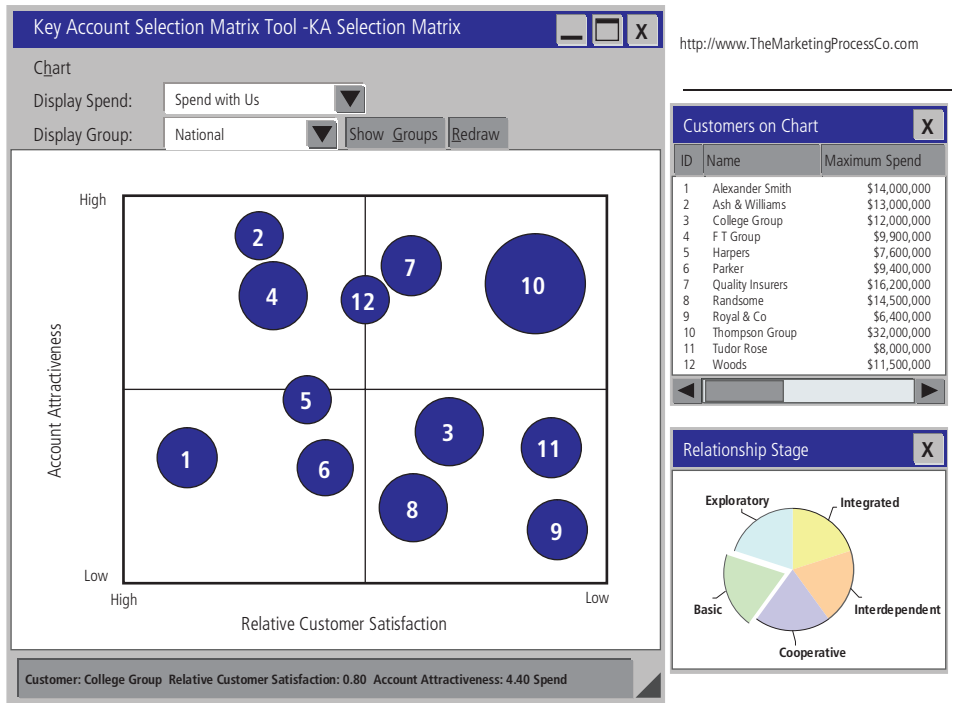 Key Account Selection Matrix Tool -KA Selection Matrix
X
Chart
Display Spend: Spend with Us
Display Group: National Show Groups Redraw
High
2
7
4
12
10
5
3
1
6
11
8
9
Account Attractiveness
Low
High
Low
Relative Customer Satisfaction
Customer: College Group Relative Customer Satisfaction: 0.80 Account Attractiveness: 4.40 Spend
http://www.TheMarketingProcessCo.com
Customers on Chart X
ID Name Maximum Spend
1 Alexander Smith $14,000,000
2 Ash & Williams $13,000,000
3 College Group $12,000,000
4 F T Group $9,900,000
5 Harpers $7,600,000
6 Parker $9,400,000
7 Quality Insurers $16,200,000
8 Randsome $14,500,000
9 Royal & Co $6,400,000
10 Thompson Group $32,000,000
11 Tudor Rose $8,000,000
12 Woods $11,500,000
Relationship Stage X
Exploratory
Integrated
Basic
Interdependent
Cooperative